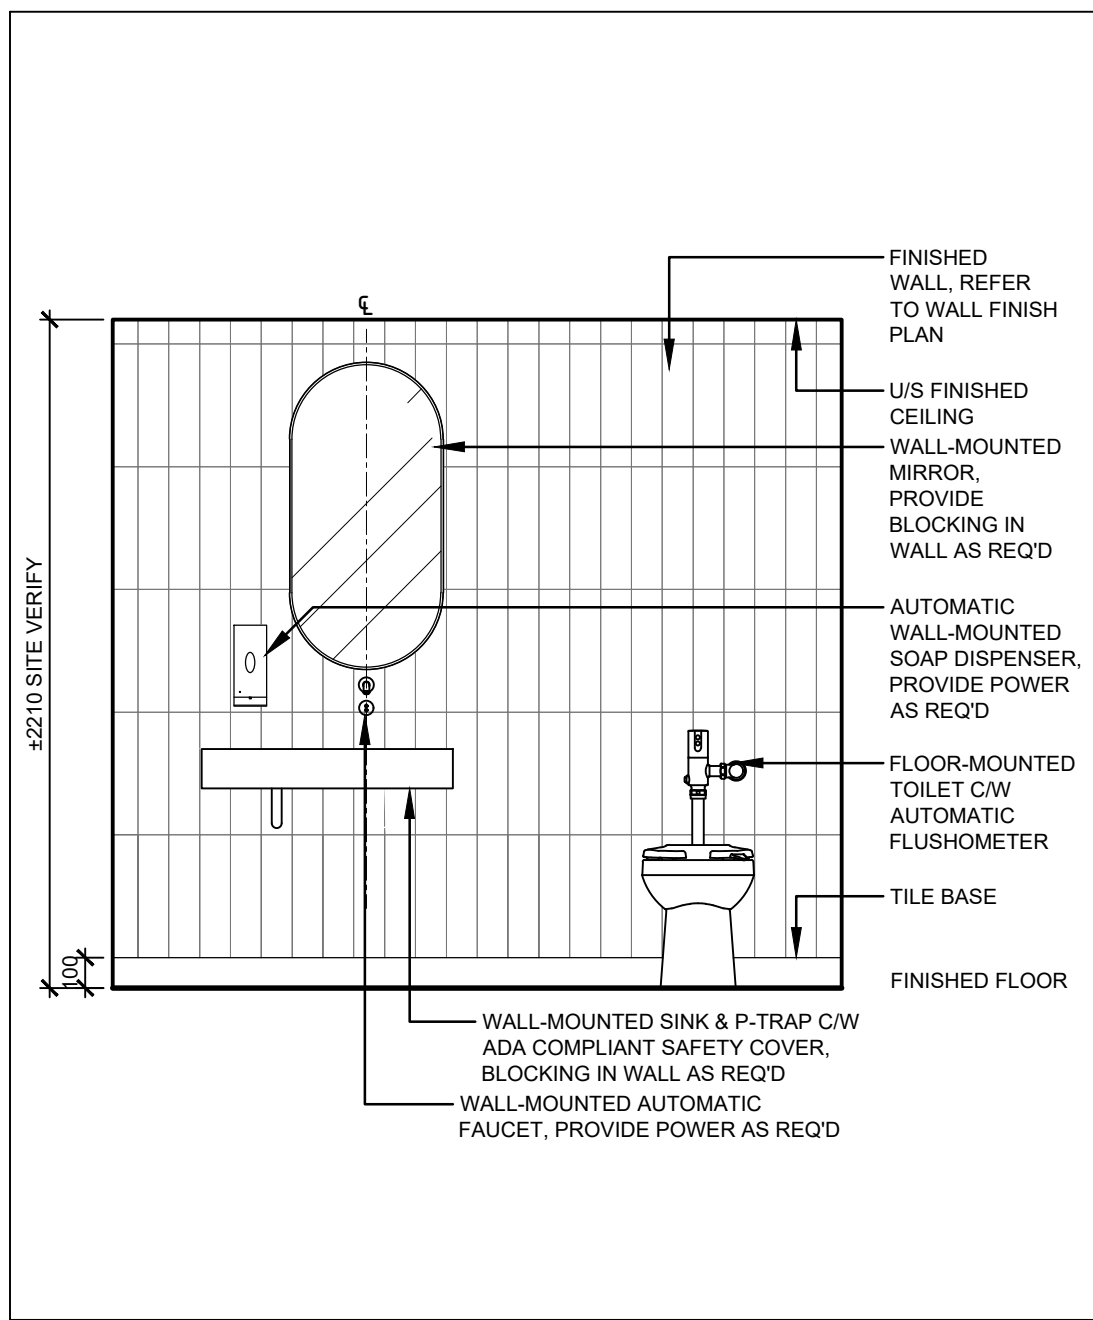 ℄
FINISHED
WALL, REFER
TO WALL FINISH
PLAN
U/S FINISHED
CEILING
WALL-MOUNTED
MIRROR,
PROVIDE
BLOCKING IN
WALL AS REQ'D
AUTOMATIC
WALL-MOUNTED
SOAP DISPENSER,
PROVIDE POWER
AS REQ'D
FLOOR-MOUNTED
TOILET C/W
AUTOMATIC
FLUSHOMETER
TILE BASE
FINISHED FLOOR
±2210 SITE VERIFY
100
WALL-MOUNTED SINK & P-TRAP C/W
ADA COMPLIANT SAFETY COVER,
BLOCKING IN WALL AS REQ'D
WALL-MOUNTED AUTOMATIC
FAUCET, PROVIDE POWER AS REQ'D